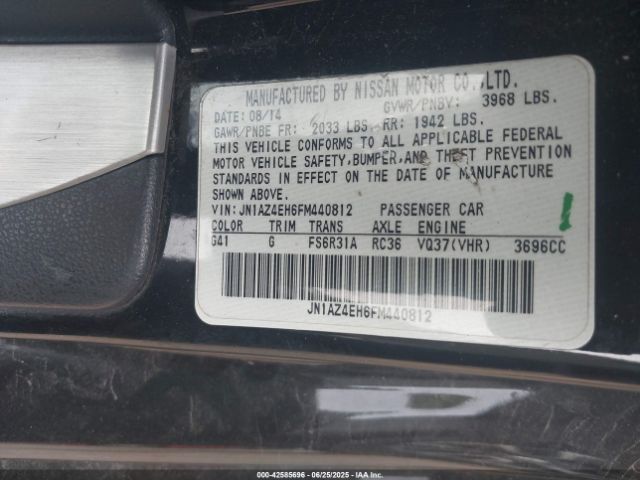 MANUFACTURED BY NISSAN MOTOR CO.,LTD.
DATE: 08/14 GVWR/PNBV: 3968 LBS.
GAWR/PNBE FR: 2033 LBS RR: 1942 LBS.
THIS VEHICLE CONFORMS TO ALL APPLICABLE FEDERAL
MOTOR VEHICLE SAFETY,BUMPER,AND THEFT PREVENTION
STANDARDS IN EFFECT ON THE DATE OF MANUFACTURE
SHOWN ABOVE.
VIN: JN1AZ4EH6FM440812 PASSENGER CAR
COLOR TRIM TRANS AXLE ENGINE
G41 G FS6R31A RC36 VQ37(VHR) 3696CC
JN1AZ4EH6FM440812
000-42585696 06/25/2025 IAAI.COM